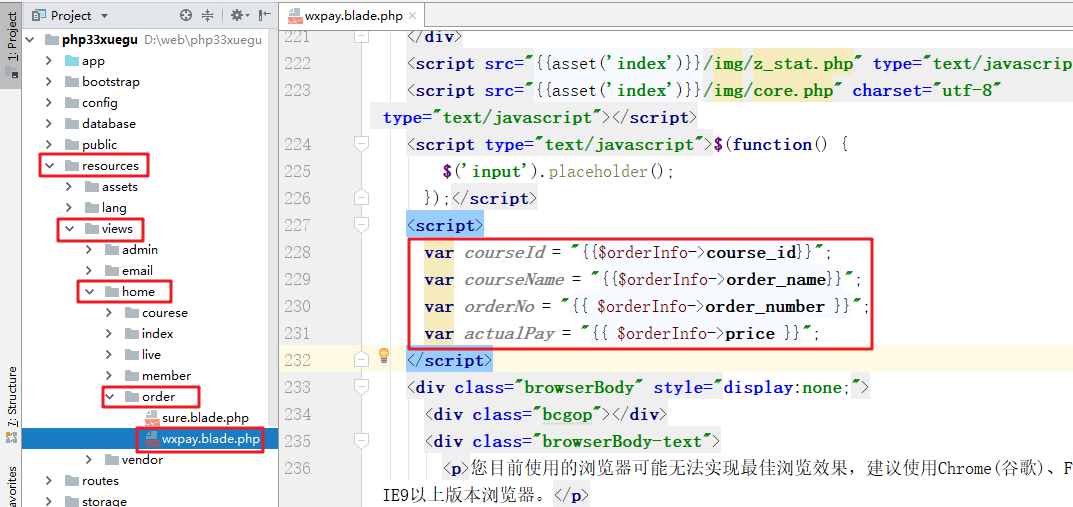 1: Project
7: Structure
avorites
Project
php33xuegu D:\web\php33xuegu
app
bootstrap
config
database
public
resources
assets
lang
views
admin
email
home
courese
index
live
member
order
sure.blade.php
wxpay.blade.php
vendor
routes
storage
wxpay.blade.php
221 </div>
222 <script src="{{asset('index')}}/img/z_stat.php" type="text/javascrip
223 <script src="{{asset('index')}}/img/core.php" charset="utf-8"
type="text/javascript"></script>
224 <script type="text/javascript">$(function() {
225 $('input').placeholder();
226 });</script>
227 <script>
228 var courseId = "{{$orderInfo->course_id}}";
229 var courseName = "{{$orderInfo->order_name}}";
230 var orderNo = "{{ $orderInfo->order_number }}";
231 var actualPay = "{{ $orderInfo->price }}";
232 </script>
233 <div class="browserBody" style="display:none;">
234 <div class="bcgop"></div>
235 <div class="browserBody-text">
236 <p>您目前使用的浏览器可能无法实现最佳浏览效果，建议使用Chrome(谷歌)、F
IE9以上版本浏览器。</p>